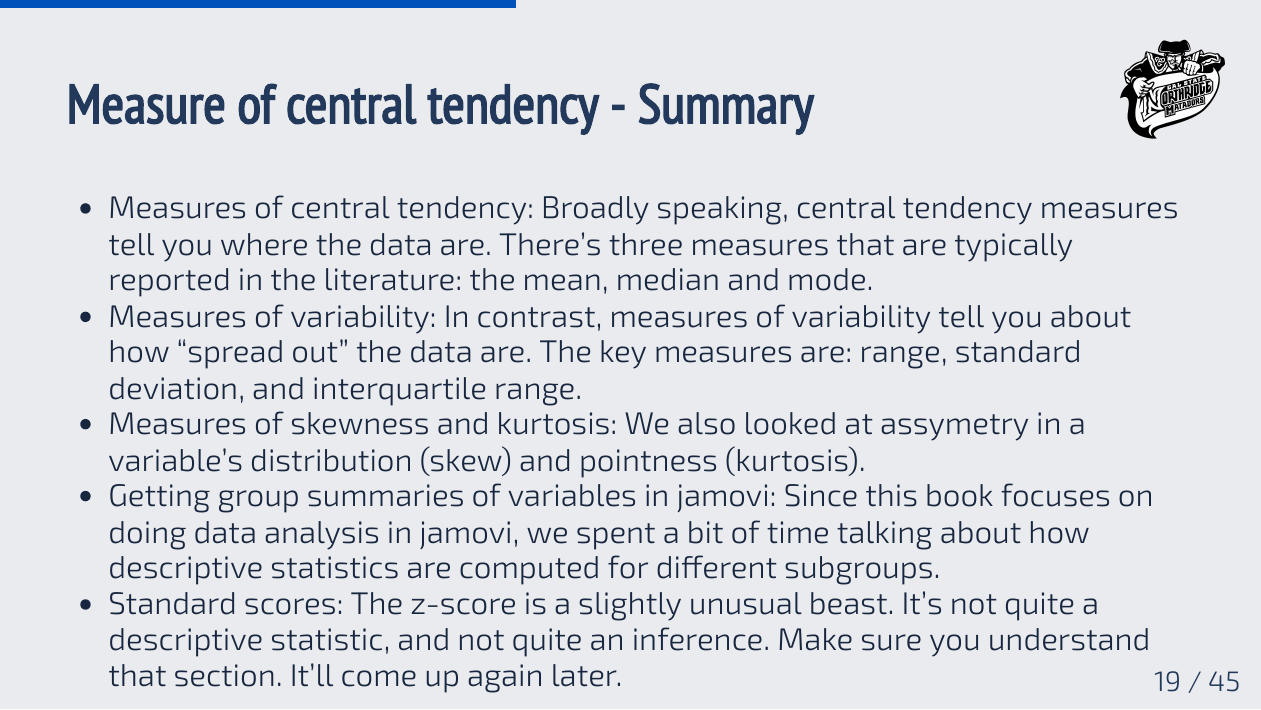 Measure of central tendency - Summary
CAL STATE
NORTHRIDGE
MATADORS
• Measures of central tendency: Broadly speaking, central tendency measures
tell you where the data are. There’s three measures that are typically
reported in the literature: the mean, median and mode.
• Measures of variability: In contrast, measures of variability tell you about
how “spread out” the data are. The key measures are: range, standard
deviation, and interquartile range.
• Measures of skewness and kurtosis: We also looked at assymetry in a
variable’s distribution (skew) and pointness (kurtosis).
• Getting group summaries of variables in jamovi: Since this book focuses on
doing data analysis in jamovi, we spent a bit of time talking about how
descriptive statistics are computed for different subgroups.
• Standard scores: The z-score is a slightly unusual beast. It’s not quite a
descriptive statistic, and not quite an inference. Make sure you understand
that section. It’ll come up again later.
19 / 45